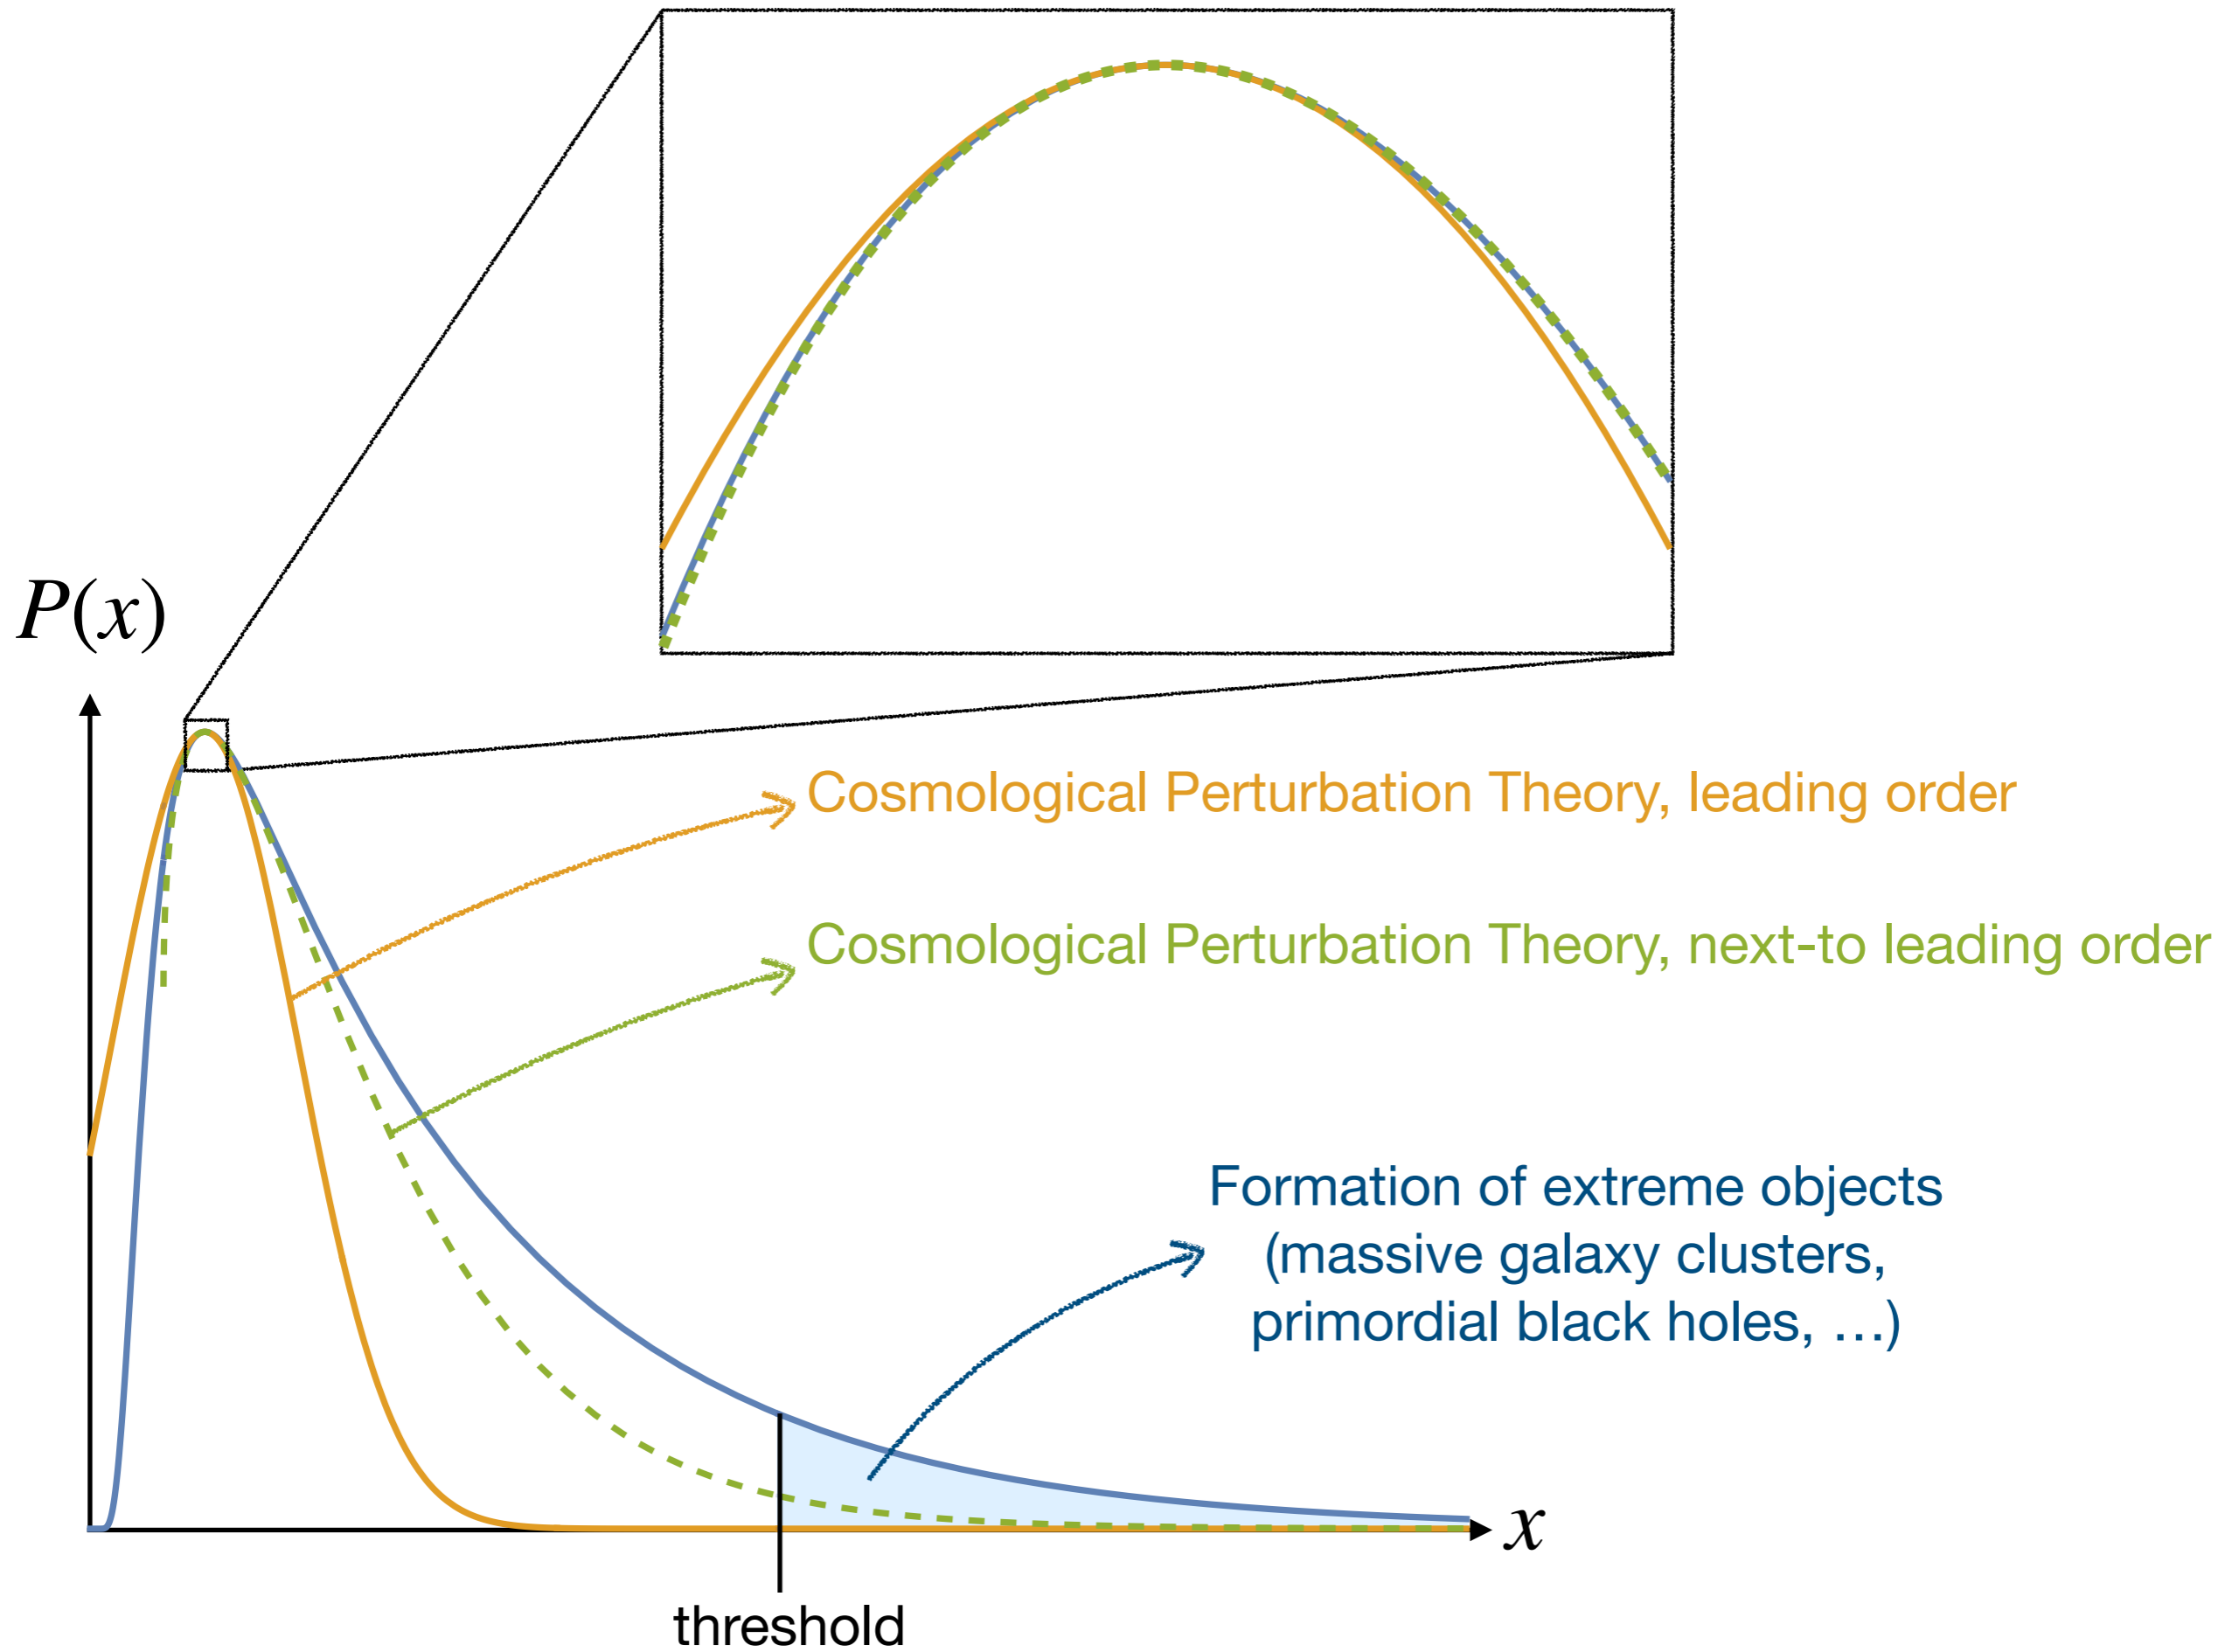 P(x)
Cosmological Perturbation Theory, leading order
Cosmological Perturbation Theory, next-to leading order
Formation of extreme objects
(massive galaxy clusters,
primordial black holes, …)
x
threshold